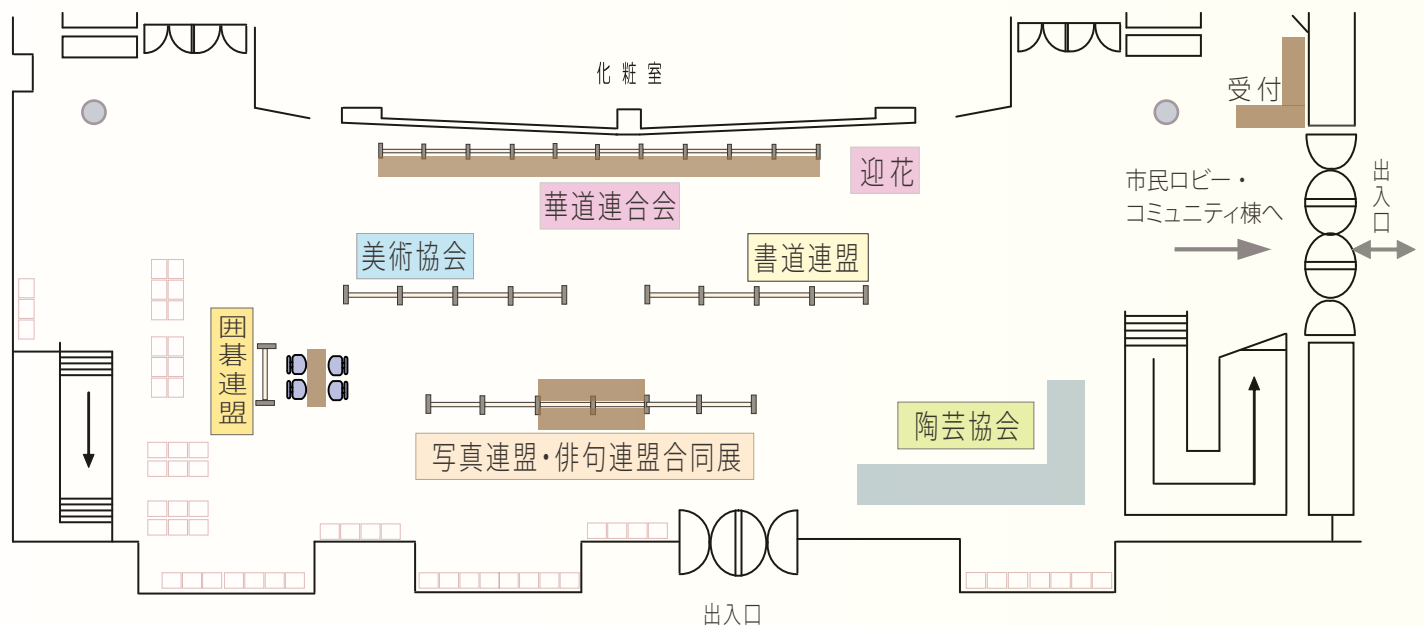 化粧室
受付
迎花
華道連合会
市民ロビー・
コミュニティ棟へ
出入口
美術協会
書道連盟
囲碁連盟
写真連盟・俳句連盟合同展
陶芸協会
出入口